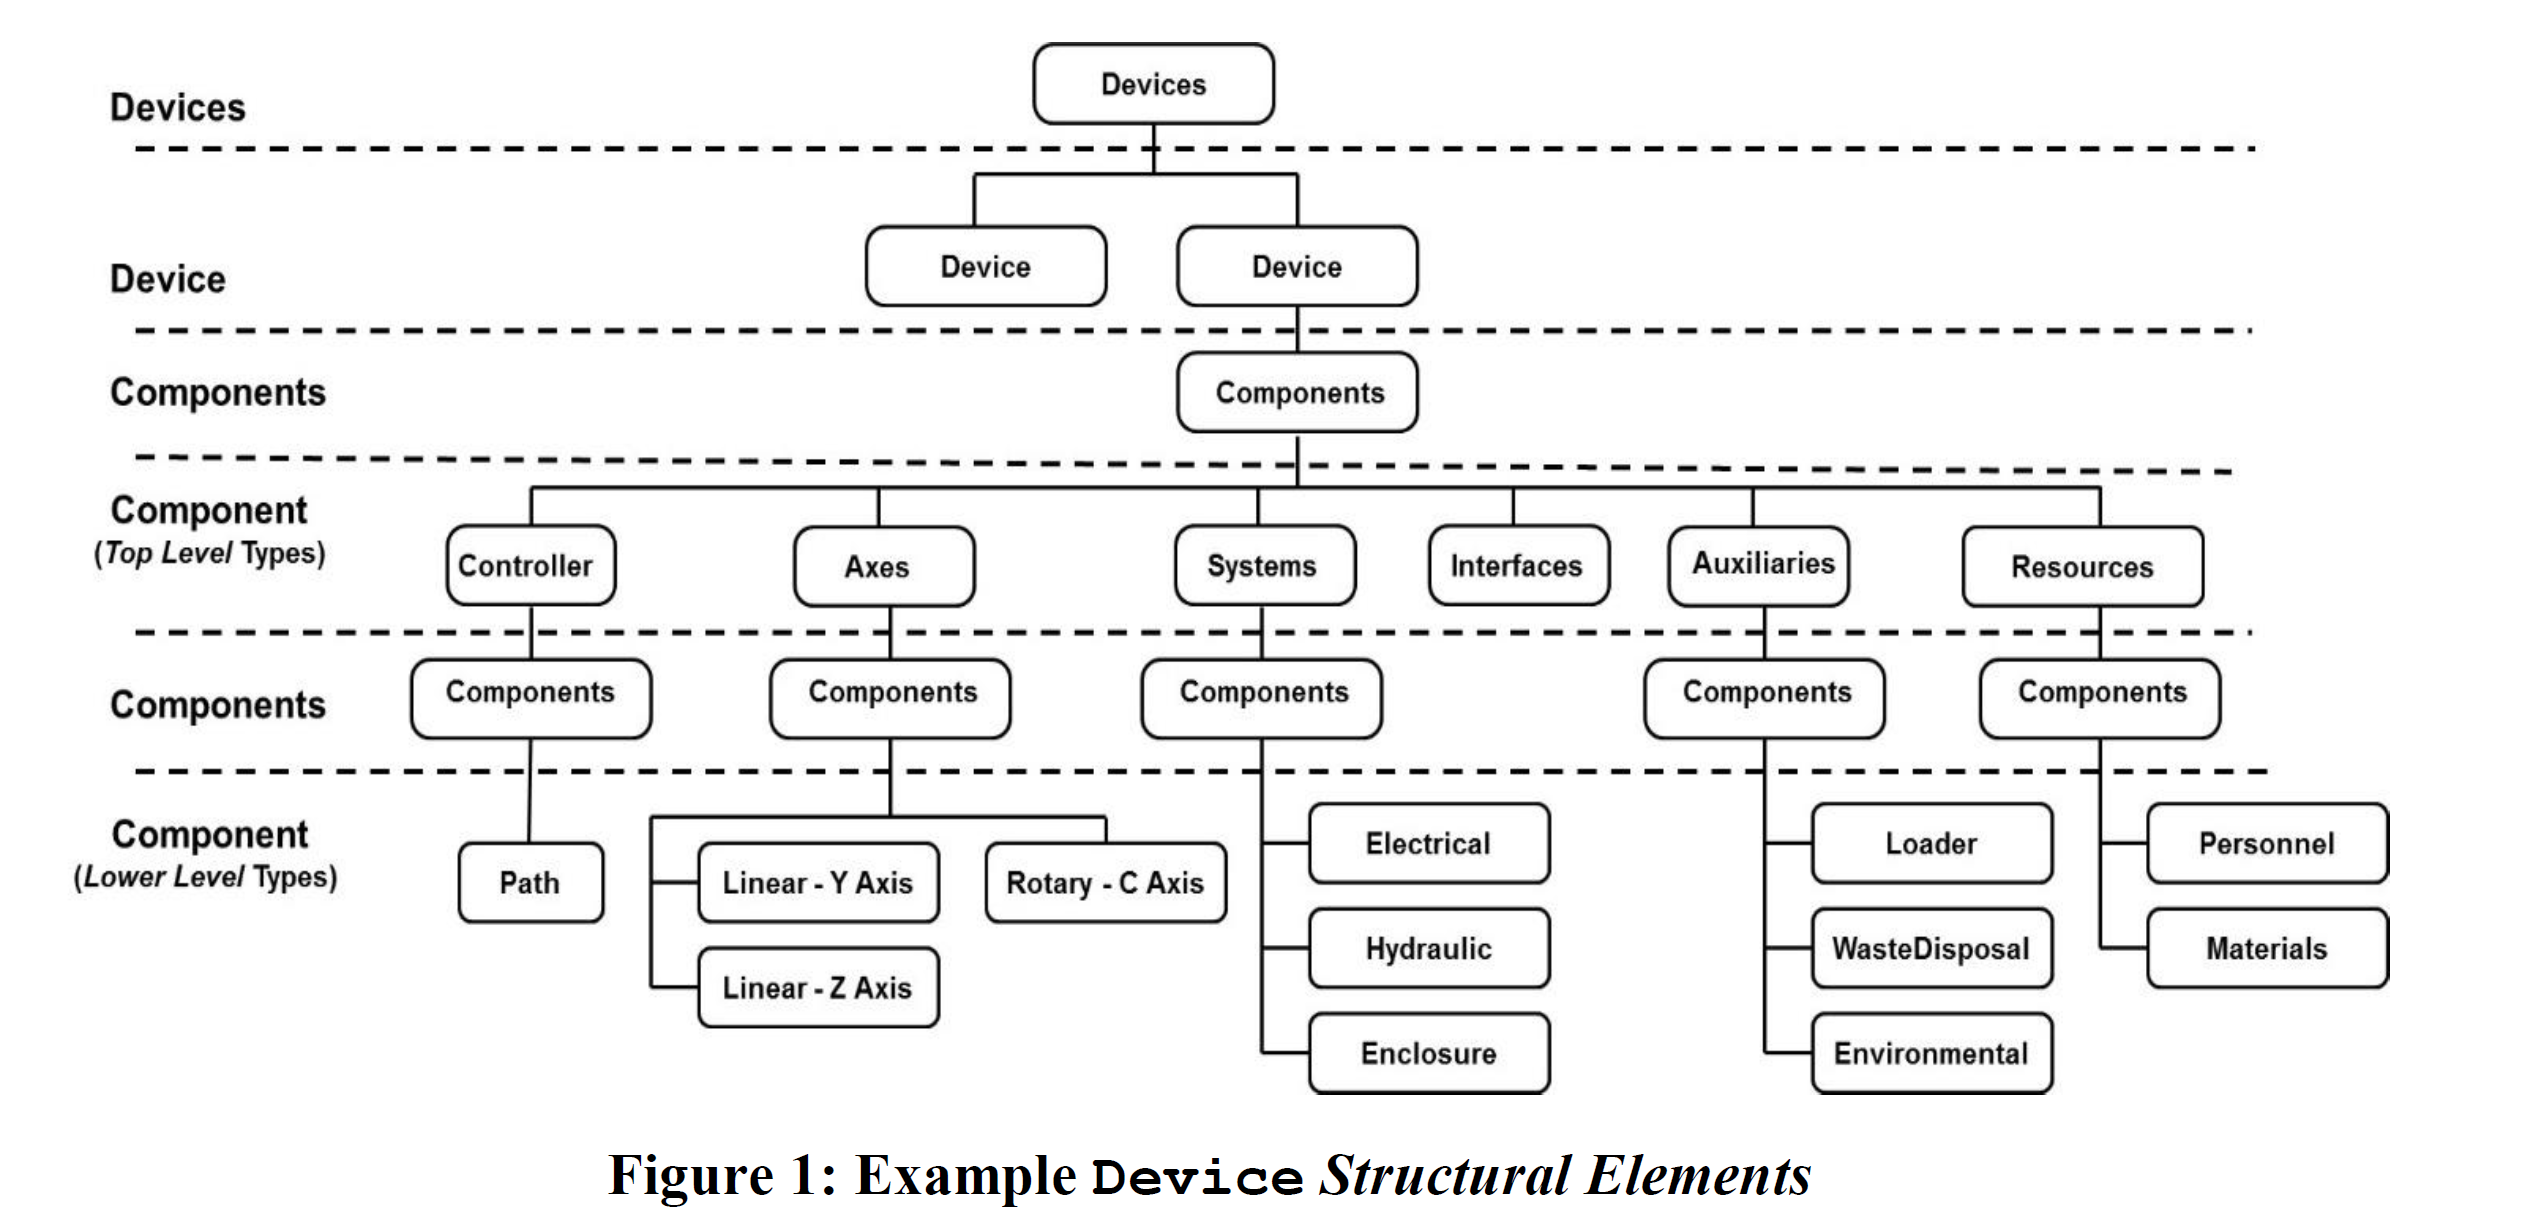 Devices
Devices
Device
Device
Device
Components
Components
Component
(Top Level Types)
Controller
Axes
Systems
Interfaces
Auxiliaries
Resources
Components
Components
Components
Components
Components
Components
Component
(Lower Level Types)
Path
Linear - Y Axis
Linear - Z Axis
Rotary - C Axis
Electrical
Hydraulic
Enclosure
Loader
WasteDisposal
Environmental
Personnel
Materials
Figure 1: Example Device Structural Elements